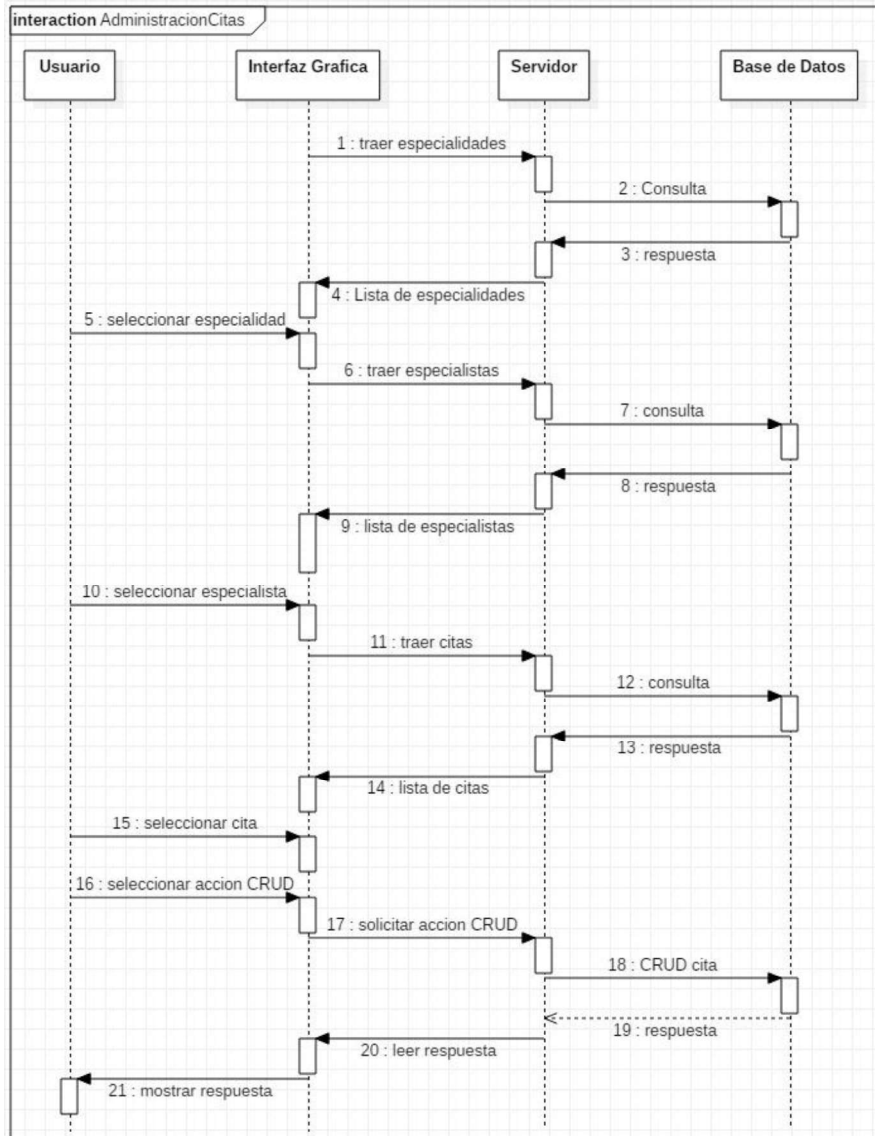 interaction AdministracionCitas
Usuario
Interfaz Grafica
Servidor
Base de Datos
1 : traer especialidades
2 : Consulta
3 : respuesta
4 : Lista de especialidades
5 : seleccionar especialidad
6 : traer especialistas
7 : consulta
8 : respuesta
9 : lista de especialistas
10 : seleccionar especialista
11 : traer citas
12 : consulta
13 : respuesta
14 : lista de citas
15 : seleccionar cita
16 : seleccionar accion CRUD
17 : solicitar accion CRUD
18 : CRUD cita
19 : respuesta
20 : leer respuesta
21 : mostrar respuesta